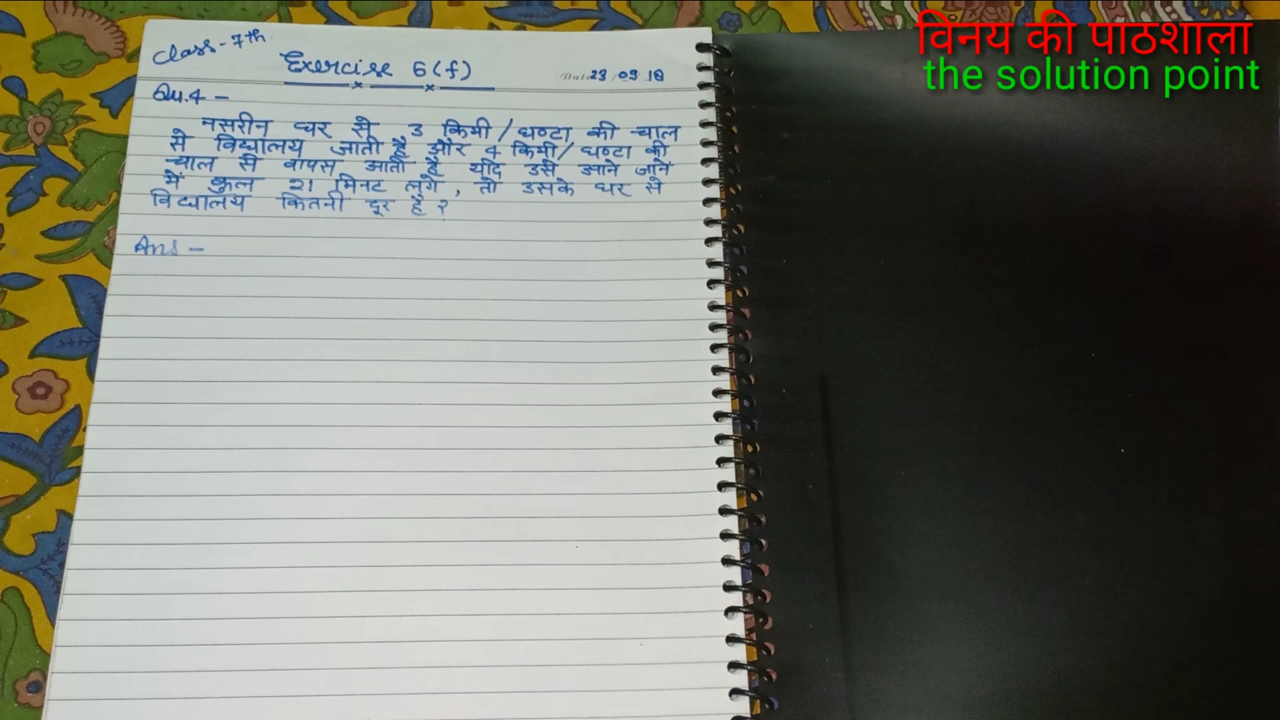 विनय की पाठशाला
the solution point
Class-7th.
Exercise 6(f)
Date 23/09/18
Qu.4 -
नसरीन घर से 3 किमी/घण्टा की चाल
से विद्यालय जाती है और 4 किमी/घण्टा की
चाल से वापस आती है यदि उसे आने जाने
में कुल 21 मिनट लगे, तो उसके घर से
विद्यालय कितनी दूर है ?
Ans -